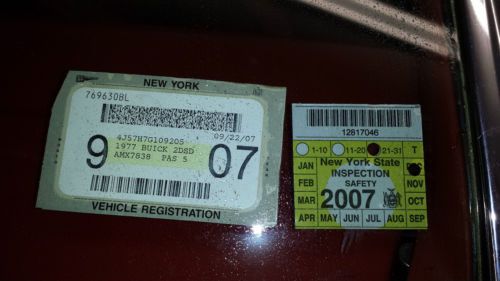 NEW YORK
7696308L
09/22/07
4J57H7G109205
1977 BUICK 2DSD
AMX7838 PAS 5
9 07
VEHICLE REGISTRATION
12817046
1-10 11-20 21-31 T
JAN New York State
FEB INSPECTION NOV
SAFETY
MAR 2007 OCT
APR MAY JUN JUL AUG SEP